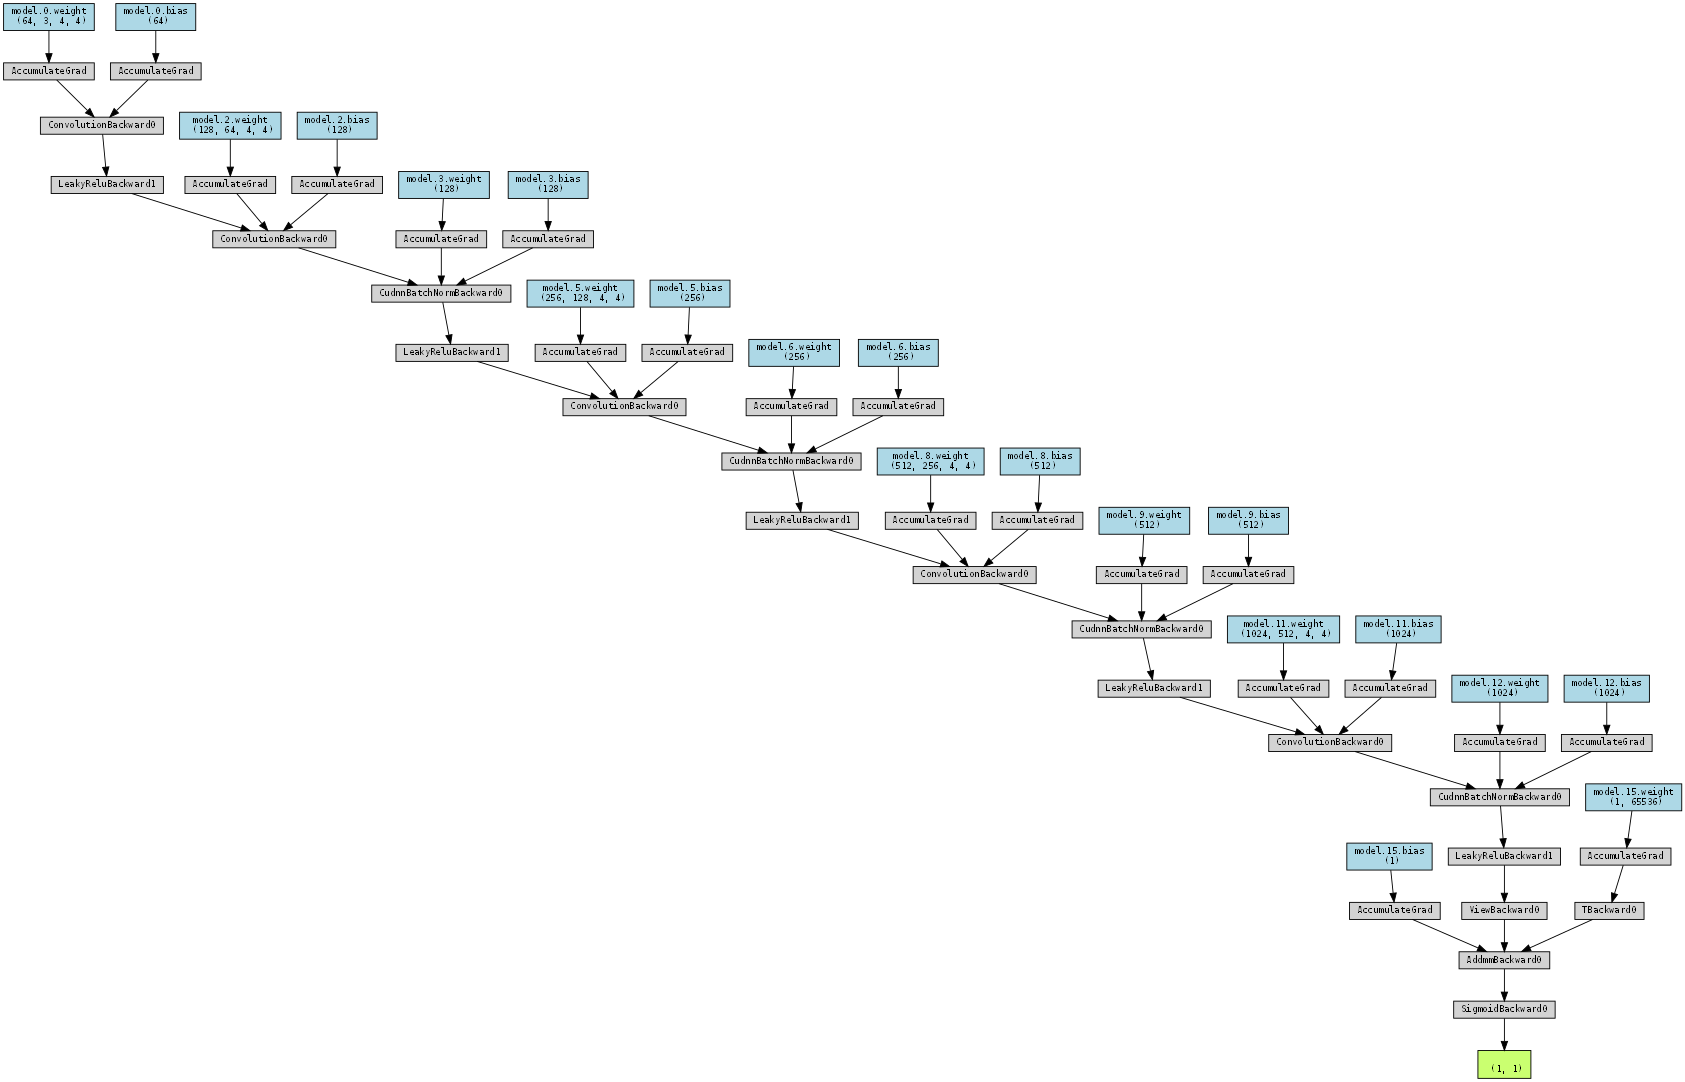 model.0.weight
(64, 3, 4, 4)
model.0.bias
(64)
AccumulateGrad
AccumulateGrad
ConvolutionBackward0
model.2.weight
(128, 64, 4, 4)
model.2.bias
(128)
LeakyReluBackward1
AccumulateGrad
AccumulateGrad
model.3.weight
(128)
model.3.bias
(128)
ConvolutionBackward0
AccumulateGrad
AccumulateGrad
CudnnBatchNormBackward0
model.5.weight
(256, 128, 4, 4)
model.5.bias
(256)
LeakyReluBackward1
AccumulateGrad
AccumulateGrad
model.6.weight
(256)
model.6.bias
(256)
ConvolutionBackward0
AccumulateGrad
AccumulateGrad
CudnnBatchNormBackward0
model.8.weight
(512, 256, 4, 4)
model.8.bias
(512)
LeakyReluBackward1
AccumulateGrad
AccumulateGrad
model.9.weight
(512)
model.9.bias
(512)
ConvolutionBackward0
AccumulateGrad
AccumulateGrad
CudnnBatchNormBackward0
model.11.weight
(1024, 512, 4, 4)
model.11.bias
(1024)
LeakyReluBackward1
AccumulateGrad
AccumulateGrad
model.12.weight
(1024)
model.12.bias
(1024)
ConvolutionBackward0
AccumulateGrad
AccumulateGrad
CudnnBatchNormBackward0
model.15.weight
(1, 65536)
model.15.bias
(1)
LeakyReluBackward1
AccumulateGrad
AccumulateGrad
ViewBackward0
TBackward0
AddmmBackward0
SigmoidBackward0
(1, 1)